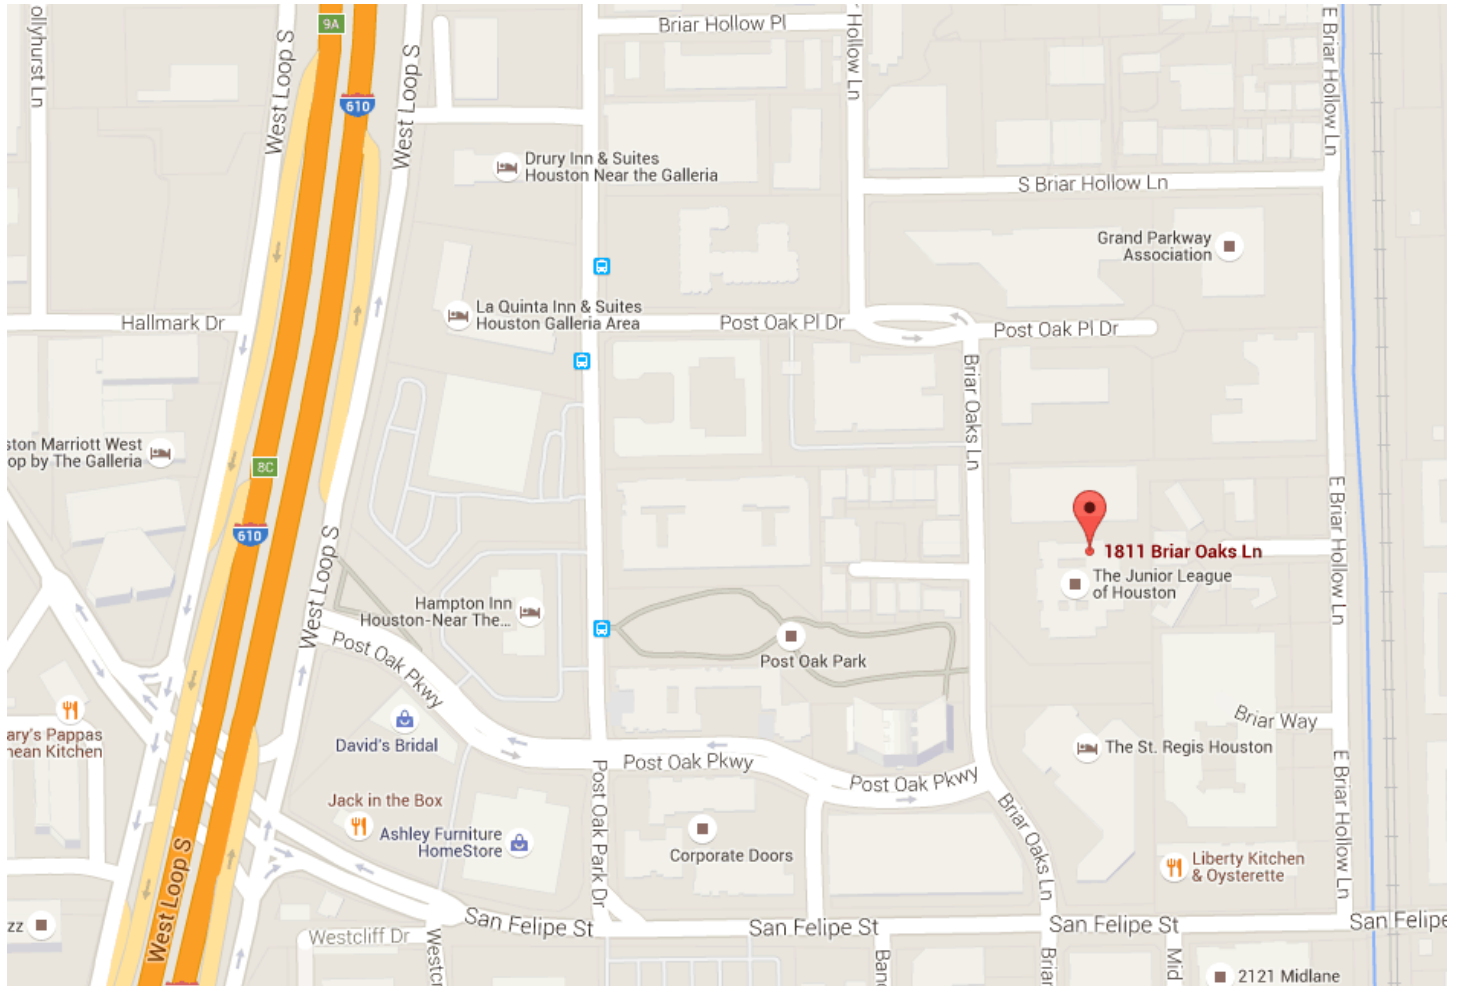 ollyhurst Ln
West Loop S
9A
610
West Loop S
Briar Hollow Pl
Hollow Ln
E Briar Hollow Ln
Drury Inn & Suites
Houston Near the Galleria
S Briar Hollow Ln
Grand Parkway
Association
La Quinta Inn & Suites
Houston Galleria Area
Hallmark Dr
Post Oak Pl Dr
Post Oak Pl Dr
Briar Oaks Ln
ston Marriott West
op by The Galleria
8C
610
West Loop S
E Briar Hollow Ln
1811 Briar Oaks Ln
The Junior League
of Houston
Hampton Inn
Houston-Near The...
Post Oak Park
Post Oak Pkwy
ary's Pappas
nean Kitchen
David's Bridal
Briar Way
The St. Regis Houston
Post Oak Pkwy
Post Oak Pkwy
E Briar Hollow Ln
Jack in the Box
Ashley Furniture
HomeStore
Post Oak Park Dr
Corporate Doors
Briar Oaks Ln
Liberty Kitchen
& Oysterette
West Loop S
zz
San Felipe St
San Felipe St
San Felipe St
San Felipe
Westcliff Dr
Westcr
Banc
Briar
Mid
2121 Midlane